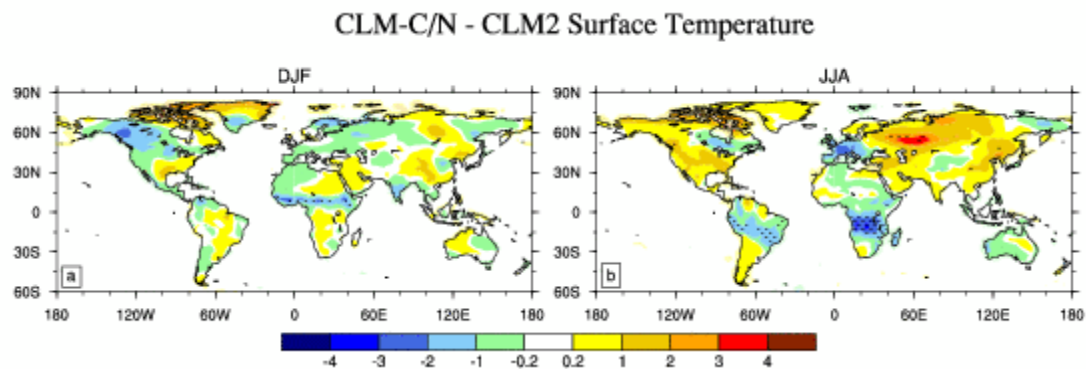 CLM-C/N - CLM2 Surface Temperature
DJF
JJA
90N
60N
30N
0
30S
60S
a
180 120W 60W 0 60E 120E 180
90N
60N
30N
0
30S
60S
b
180 120W 60W 0 60E 120E 180
-4 -3 -2 -1 -0.2 0.2 1 2 3 4